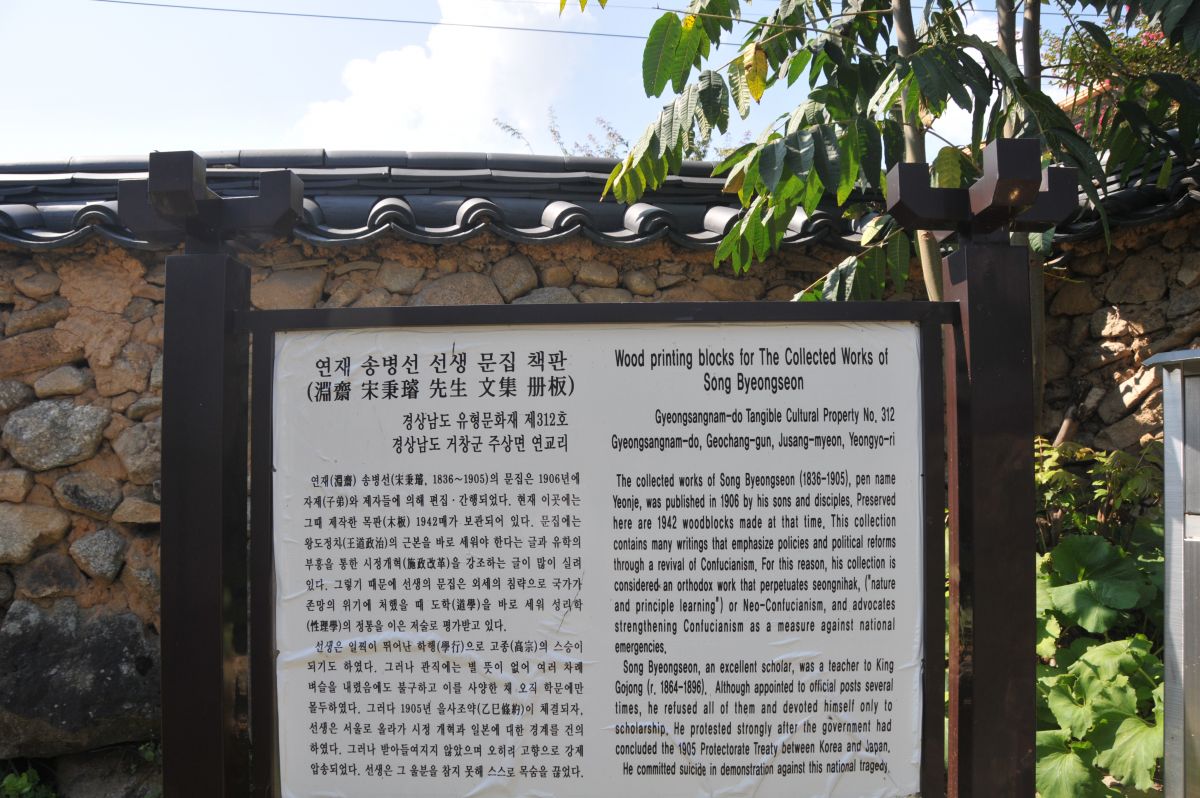 연재 송병선 선생 문집 책판
(淵齋 宋秉璿 先生 文集 册板)
경상남도 유형문화재 제312호
경상남도 거창군 주상면 연교리
연재(淵齋) 송병선(宋秉璿, 1836~1905)의 문집은 1906년에
자제(子弟)와 제자들에 의해 편집·간행되었다. 현재 이곳에는
그때 제작한 목판(木板) 1942매가 보관되어 있다. 문집에는
왕도정치(王道政治)의 근본을 바로 세워야 한다는 글과 유학의
부흥을 통한 시정개혁(施政改革)을 강조하는 글이 많이 실려
있다. 그렇기 때문에 선생의 문집은 외세의 침략으로 국가가
존망의 위기에 처했을 때 도학(道學)을 바로 세워 성리학
(性理學)의 정통을 이은 저술로 평가받고 있다.
선생은 일찍이 뛰어난 학행(學行)으로 고종(高宗)의 스승이
되기도 하였다. 그러나 관직에는 별 뜻이 없어 여러 차례
벼슬을 내렸음에도 불구하고 이를 사양한 채 오직 학문에만
몰두하였다. 그러다 1905년 을사조약(乙巳條約)이 체결되자,
선생은 서울로 올라가 시정 개혁과 일본에 대한 경계를 건의
하였다. 그러나 받아들여지지 않았으며 오히려 고향으로 강제
압송되었다. 선생은 그 울분을 참지 못해 스스로 목숨을 끊었다.
Wood printing blocks for The Collected Works of
Song Byeongseon
Gyeongsangnam-do Tangible Cultural Property No. 312
Gyeongsangnam-do, Geochang-gun, Jusang-myeon, Yeongyo-ri
The collected works of Song Byeongseon (1836-1905), pen name
Yeonje, was published in 1906 by his sons and disciples. Preserved
here are 1942 woodblocks made at that time. This collection
contains many writings that emphasize policies and political reforms
through a revival of Confucianism. For this reason, his collection is
considered an orthodox work that perpetuates seongnihak, ("nature
and principle learning") or Neo-Confucianism, and advocates
strengthening Confucianism as a measure against national
emergencies.
Song Byeongseon, an excellent scholar, was a teacher to King
Gojong (r. 1864-1896). Although appointed to official posts several
times, he refused all of them and devoted himself only to
scholarship. He protested strongly after the government had
concluded the 1905 Protectorate Treaty between Korea and Japan.
He committed suicide in demonstration against this national tragedy.